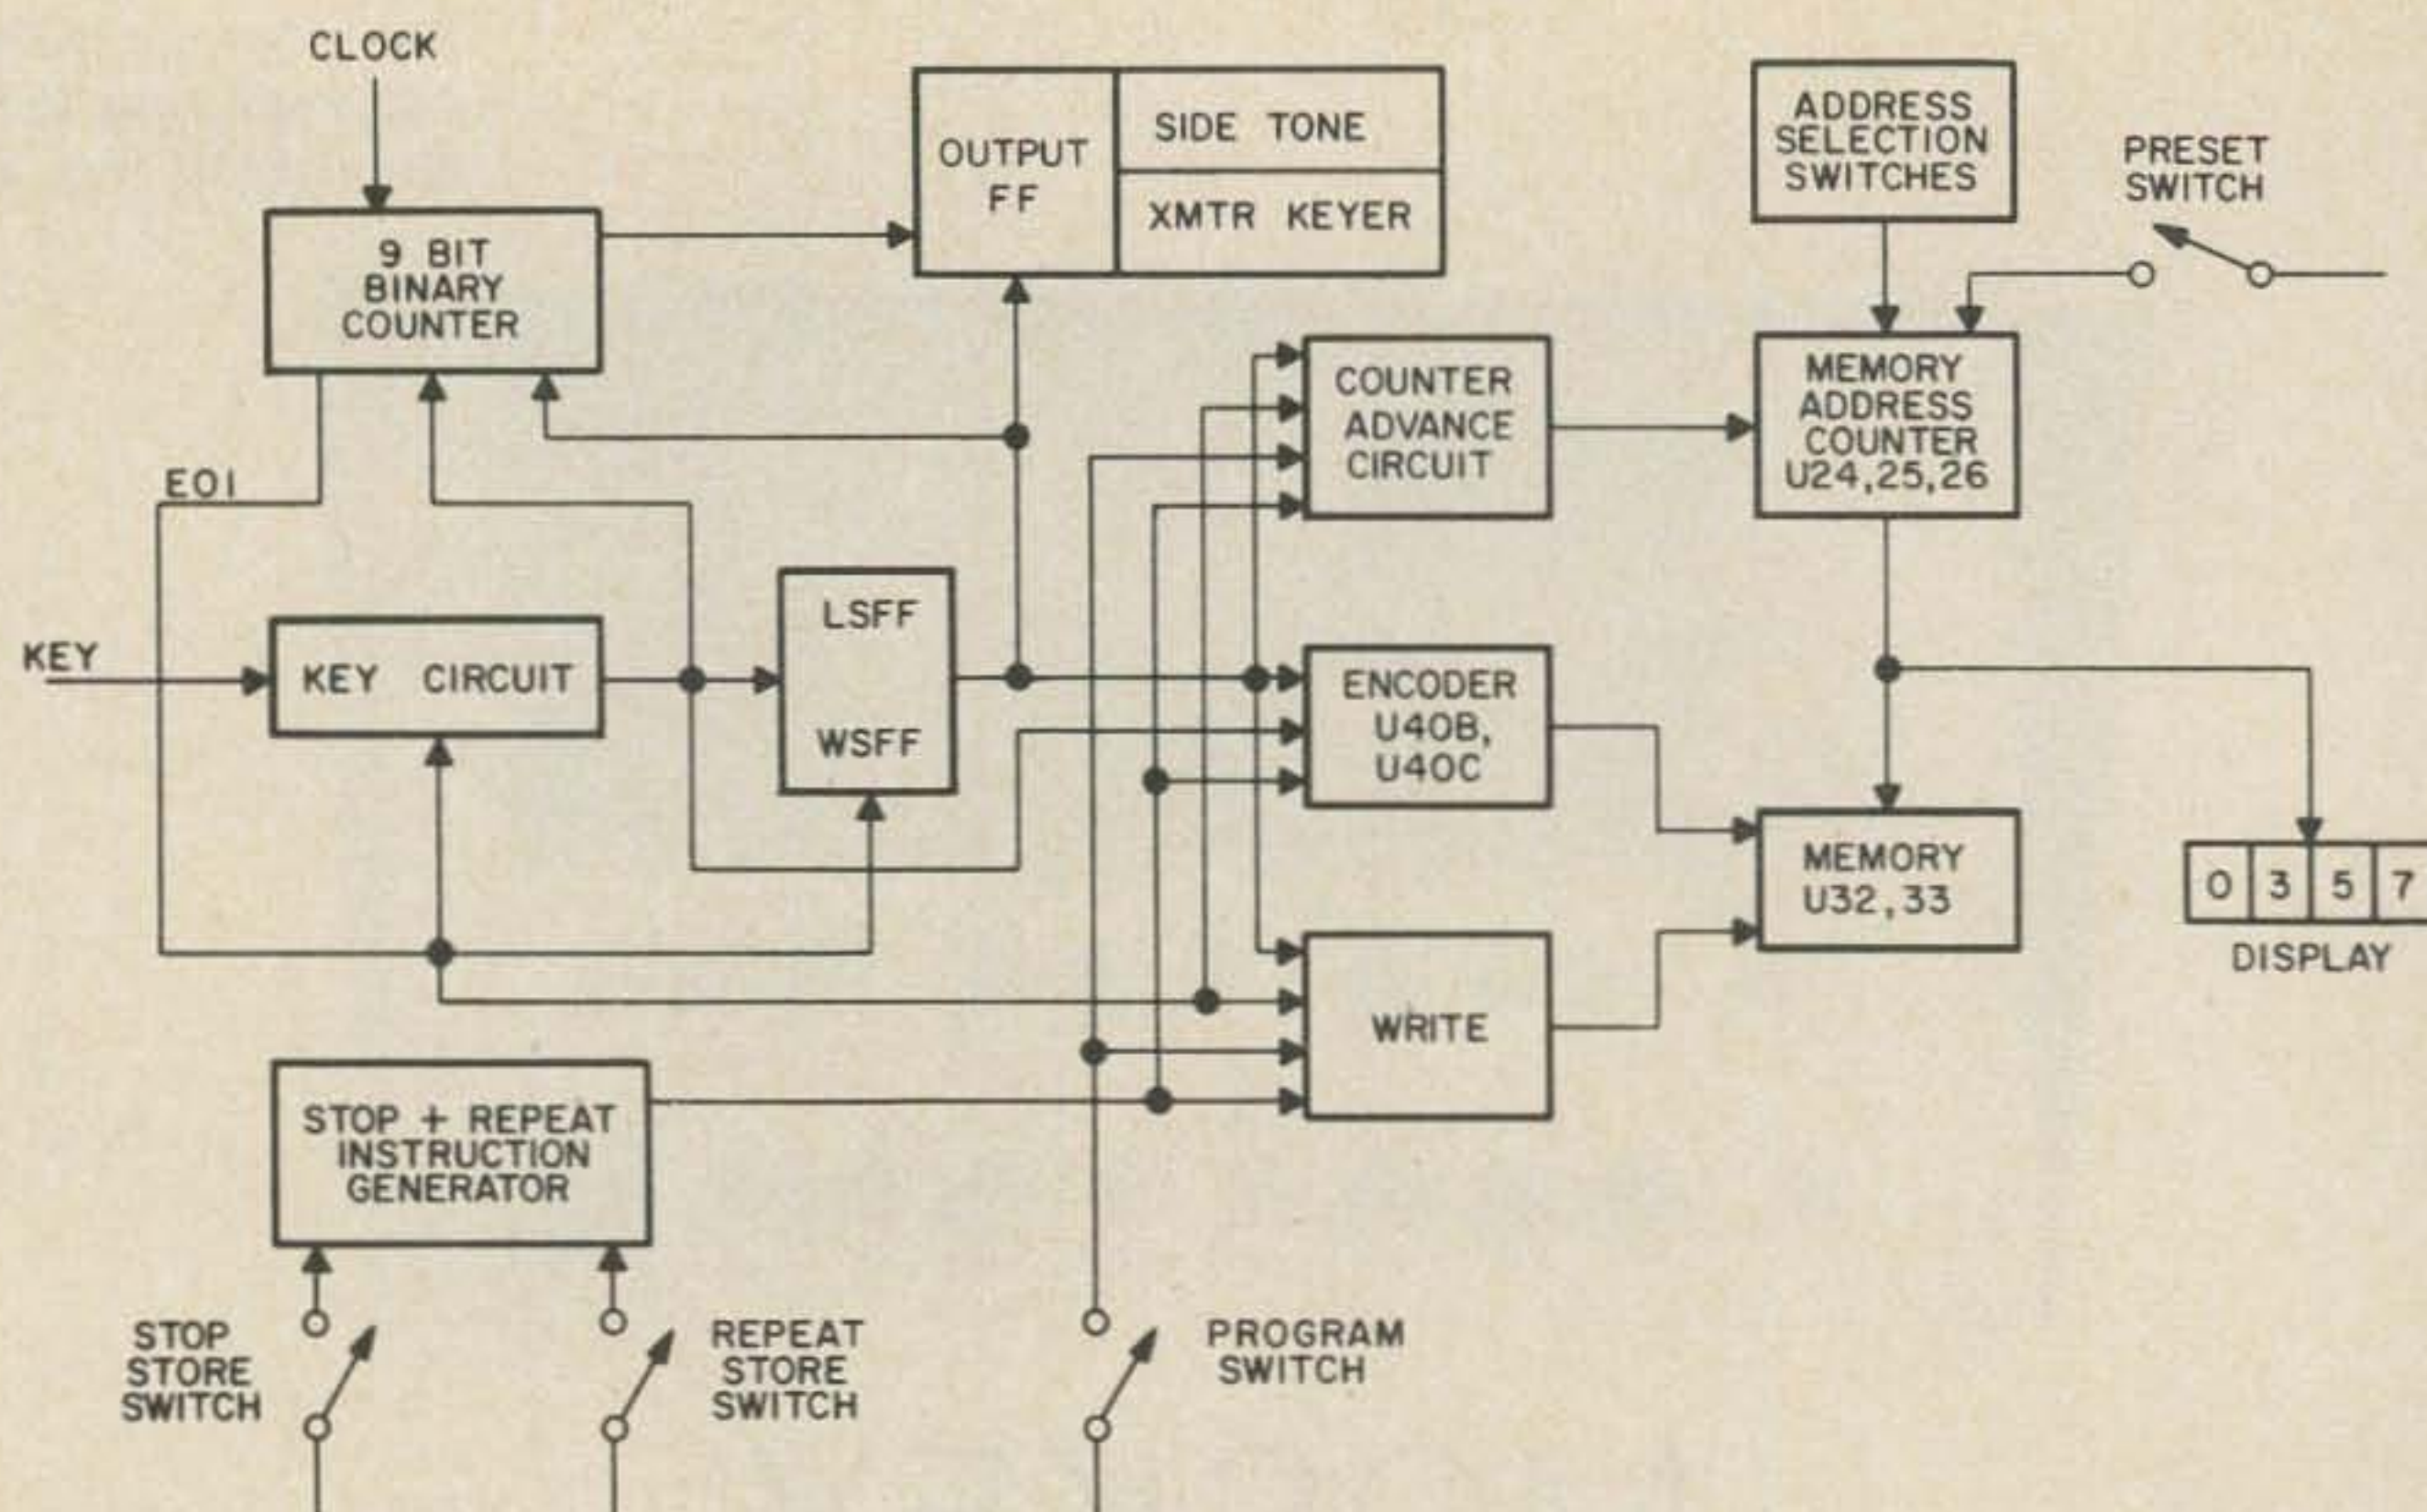 CLOCK
9 BIT
BINARY
COUNTER
OUTPUT
FF
SIDE TONE
XMTR KEYER
ADDRESS
SELECTION
SWITCHES
PRESET
SWITCH
COUNTER
ADVANCE
CIRCUIT
MEMORY
ADDRESS
COUNTER
U24,25,26
EOI
KEY
KEY CIRCUIT
LSFF
WSFF
ENCODER
U40B,
U40C
MEMORY
U32,33
0 3 5 7
DISPLAY
WRITE
STOP + REPEAT
INSTRUCTION
GENERATOR
STOP
STORE
SWITCH
REPEAT
STORE
SWITCH
PROGRAM
SWITCH